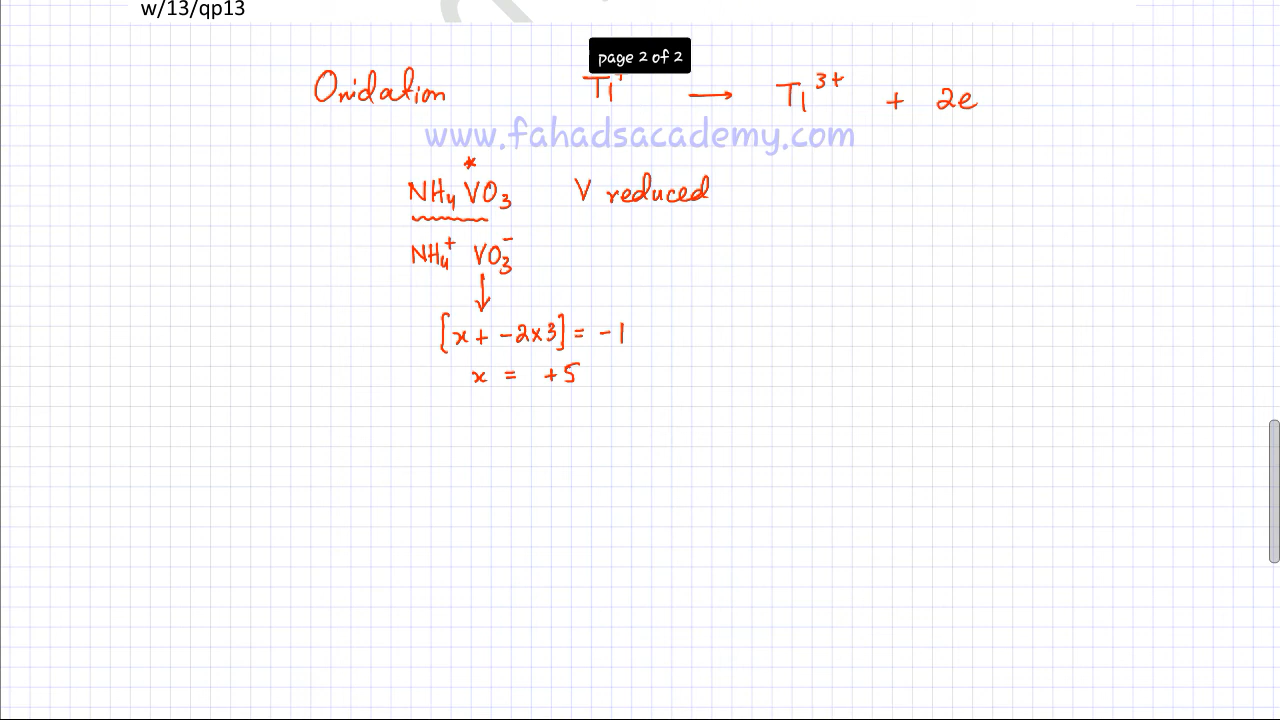 w/13/qp13
page 2 of 2
Oxidation Tl⁺ → Tl³⁺ + 2e
www.fahadsacademy.com
*
NH₄VO₃ V reduced
NH₄⁺ VO₃⁻
↓
[x + -2x3] = -1
x = +5